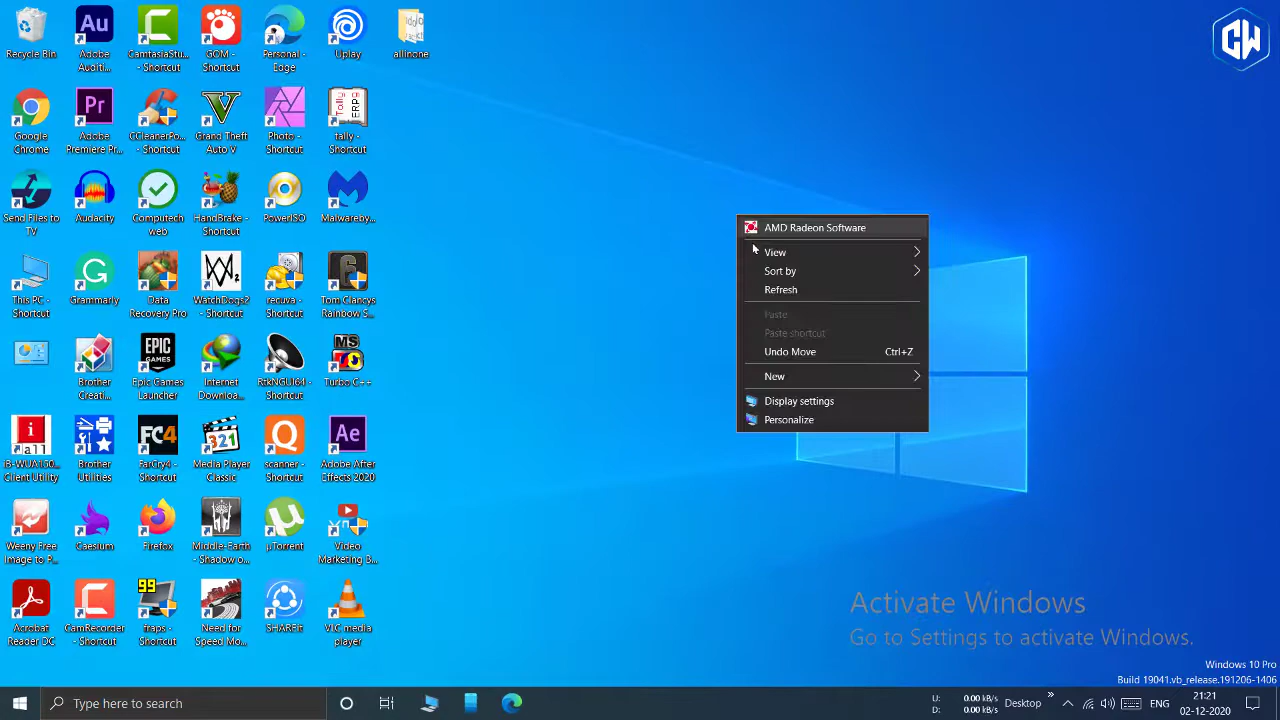 Recycle Bin
Adobe
Auditi...
CamtasiaStu...
- Shortcut
GOM -
Shortcut
Personal -
Edge
Uplay
allinone
CW
Google
Chrome
Adobe
Premiere Pr...
CCleanerPo...
- Shortcut
Grand Theft
Auto V
Photo -
Shortcut
tally -
Shortcut
Send Files to
TV
Audacity
Computech
web
HandBrake -
Shortcut
PowerISO
Malwareby...
This PC -
Shortcut
Grammarly
Data
Recovery Pro
WatchDogs2
- Shortcut
recuva -
Shortcut
Tom Clancys
Rainbow S...
Brother
Creati...
Epic Games
Launcher
Internet
Downloa...
RtkNGUI64 -
Shortcut
Turbo C++
iB-WUA150...
Client Utility
Brother
Utilities
FarCry4 -
Shortcut
Media Player
Classic
scanner -
Shortcut
Adobe After
Effects 2020
Weeny Free
Image to P...
Caesium
Firefox
Middle-Earth
- Shadow o...
µTorrent
Video
Marketing B...
Acrobat
Reader DC
CamRecorder
- Shortcut
fraps -
Shortcut
Need for
Speed Mo...
SHAREit
VLC media
player
AMD Radeon Software
View
Sort by
Refresh
Paste
Paste shortcut
Undo Move Ctrl+Z
New
Display settings
Personalize
Activate Windows
Go to Settings to activate Windows.
Windows 10 Pro
Build 19041.vb_release.191206-1406
Type here to search
U: 0.00 kB/s
D: 0.00 kB/s
Desktop
ENG
21:21
02-12-2020